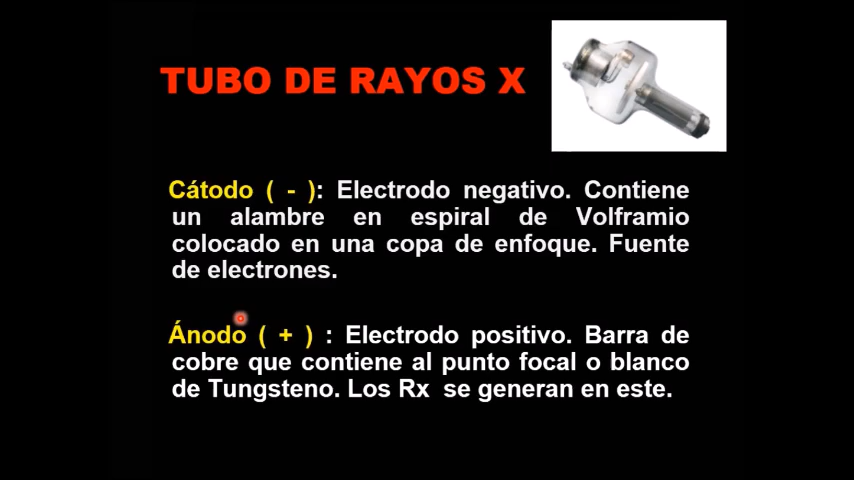 TUBO DE RAYOS X
Cátodo ( - ): Electrodo negativo. Contiene
un alambre en espiral de Volframio
colocado en una copa de enfoque. Fuente
de electrones.
Ánodo ( + ) : Electrodo positivo. Barra de
cobre que contiene al punto focal o blanco
de Tungsteno. Los Rx se generan en este.